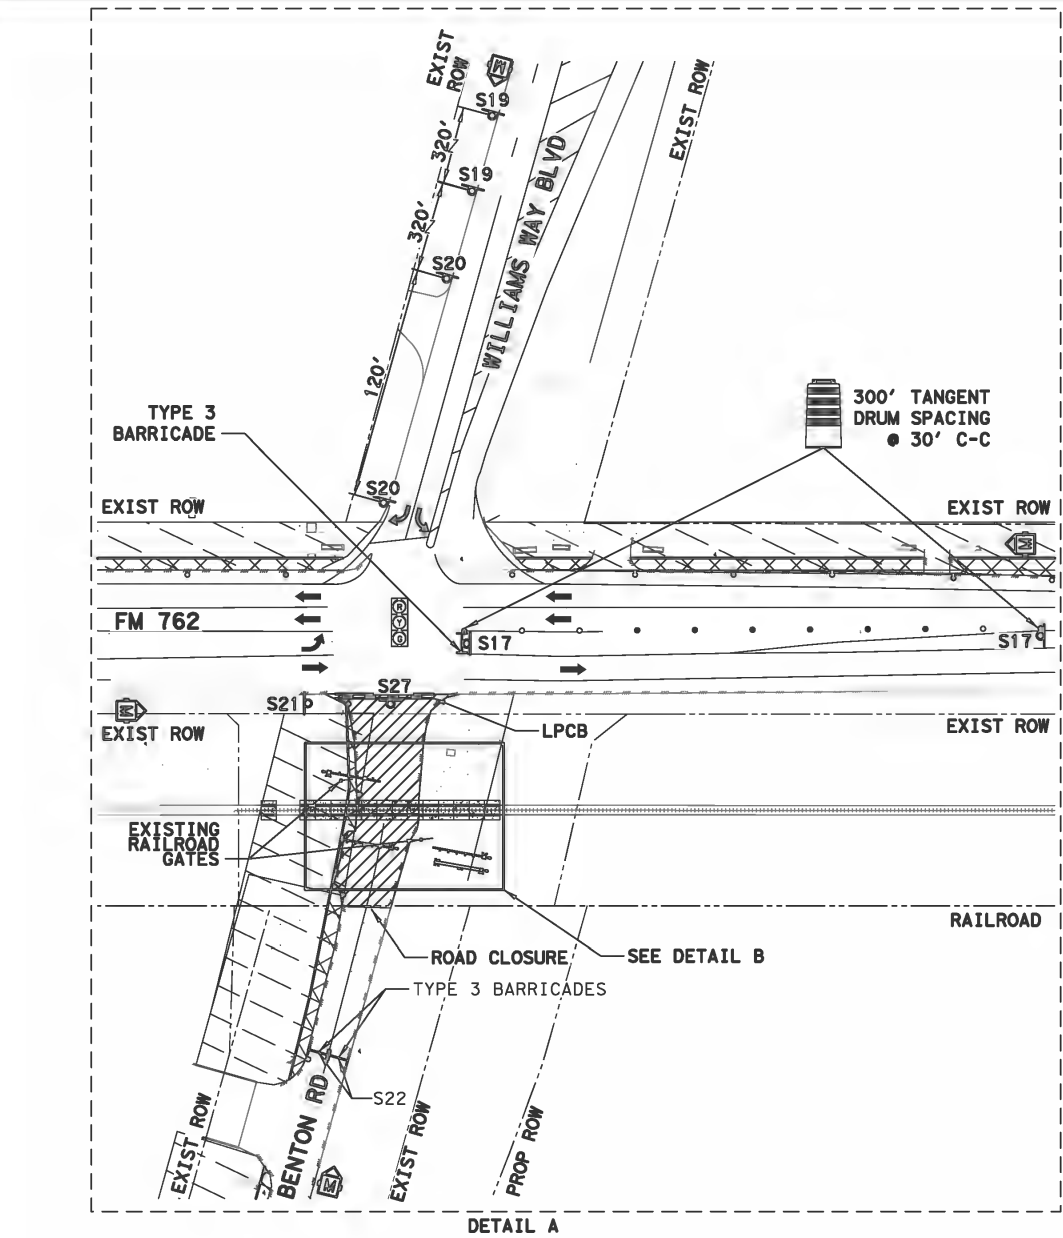 EXIST
ROW
M
S19
320'
S19
320'
S20
EXIST ROW
WILLIAMS WAY BLVD
120'
TYPE 3
BARRICADE
300' TANGENT
DRUM SPACING
@ 30' C-C
S20
EXIST ROW
EXIST ROW
M
FM 762
R
Y
G
S17
S17
S27
S21
M
EXIST ROW
LPCB
EXIST ROW
EXISTING
RAILROAD
GATES
RAILROAD
ROAD CLOSURE
SEE DETAIL B
TYPE 3 BARRICADES
S22
EXIST ROW
BENTON RD
M
EXIST ROW
PROP ROW
DETAIL A